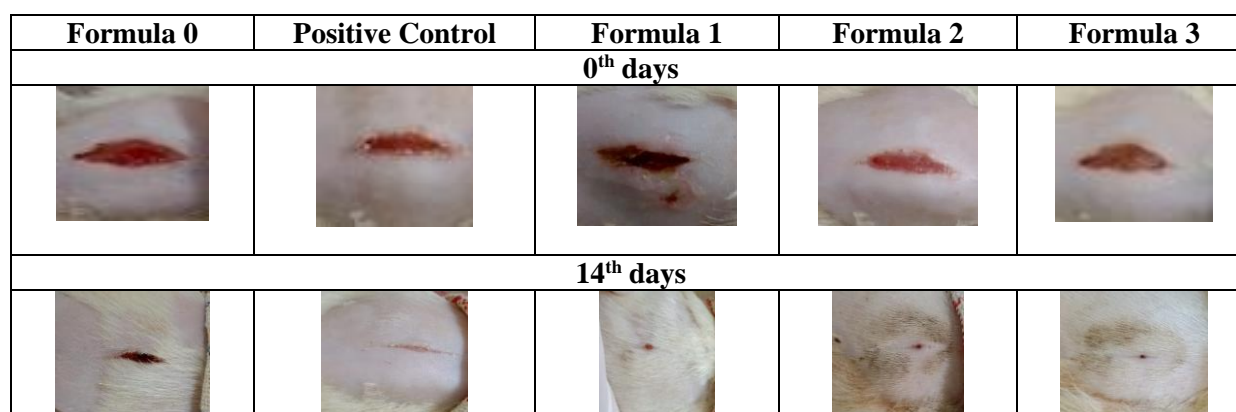 Formula 0 Positive Control Formula 1 Formula 2 Formula 3
0th days
14th days